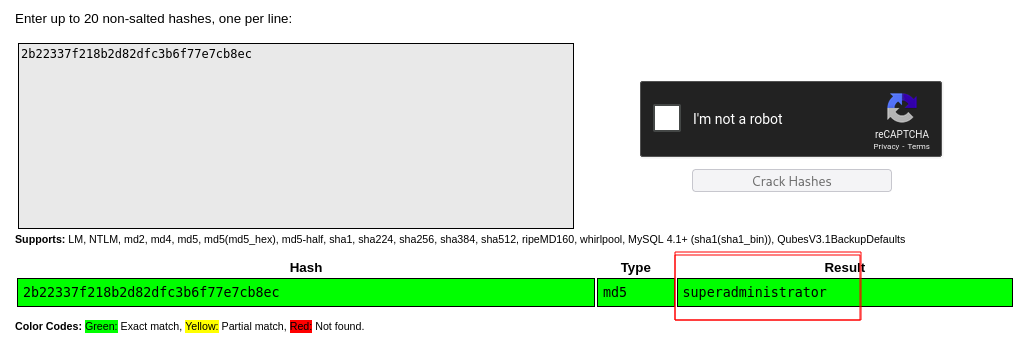 Enter up to 20 non-salted hashes, one per line:
2b22337f218b2d82dfc3b6f77e7cb8ec
I'm not a robot
reCAPTCHA
Privacy - Terms
Crack Hashes
Supports: LM, NTLM, md2, md4, md5, md5(md5_hex), md5-half, sha1, sha224, sha256, sha384, sha512, ripeMD160, whirlpool, MySQL 4.1+ (sha1(sha1_bin)), QubesV3.1BackupDefaults
Hash Type Result
2b22337f218b2d82dfc3b6f77e7cb8ec md5 superadministrator
Color Codes: Green: Exact match, Yellow: Partial match, Red: Not found.